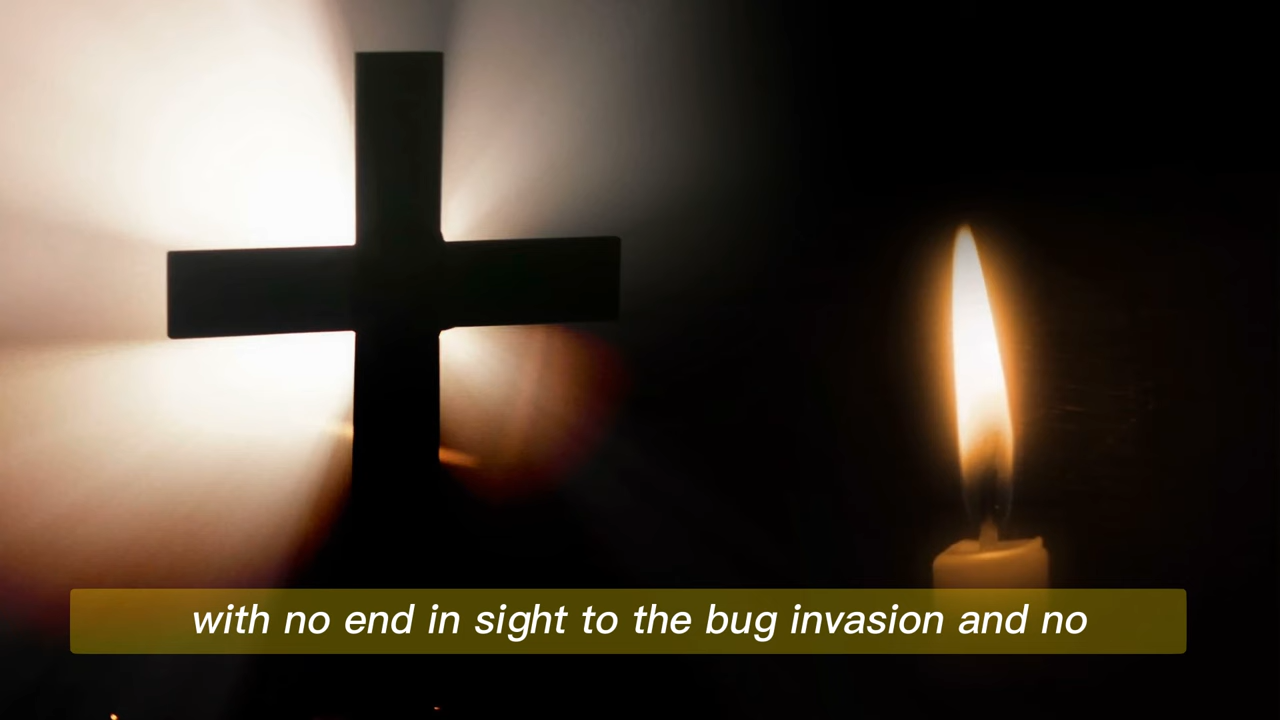 with no end in sight to the bug invasion and no